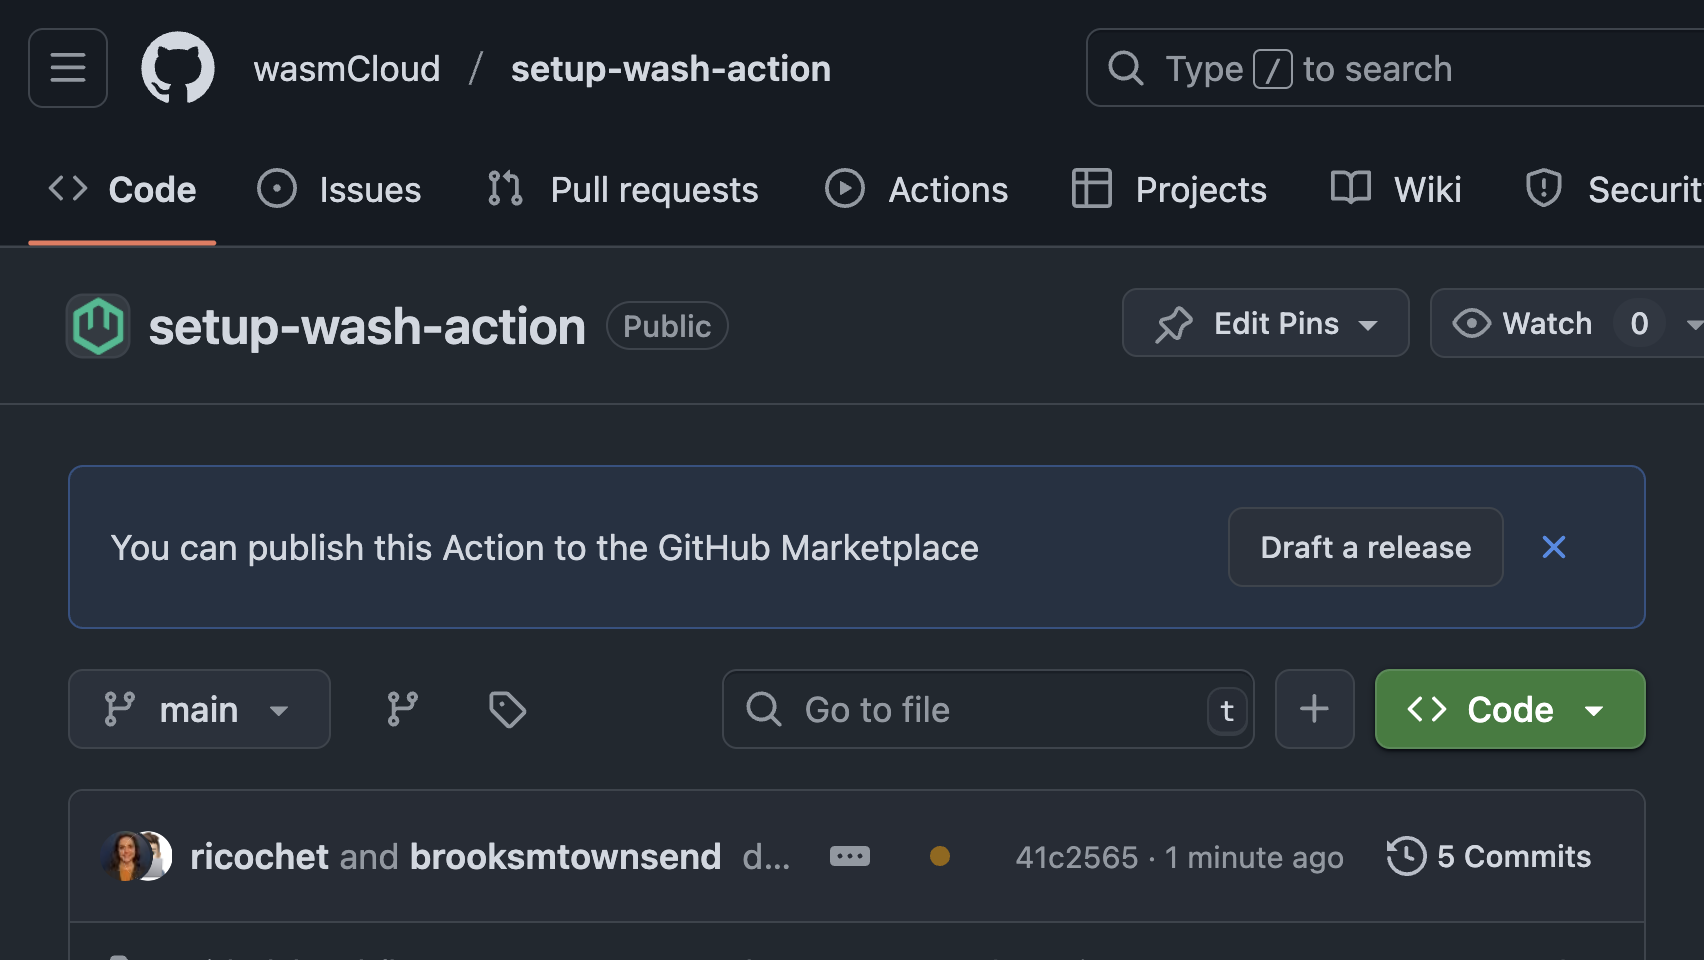 wasmCloud / setup-wash-action
Type / to search
Code Issues Pull requests Actions Projects Wiki Securit
setup-wash-action Public
Edit Pins Watch 0
You can publish this Action to the GitHub Marketplace
Draft a release
main
Go to file t
Code
ricochet and brooksmtownsend d... 41c2565 · 1 minute ago 5 Commits